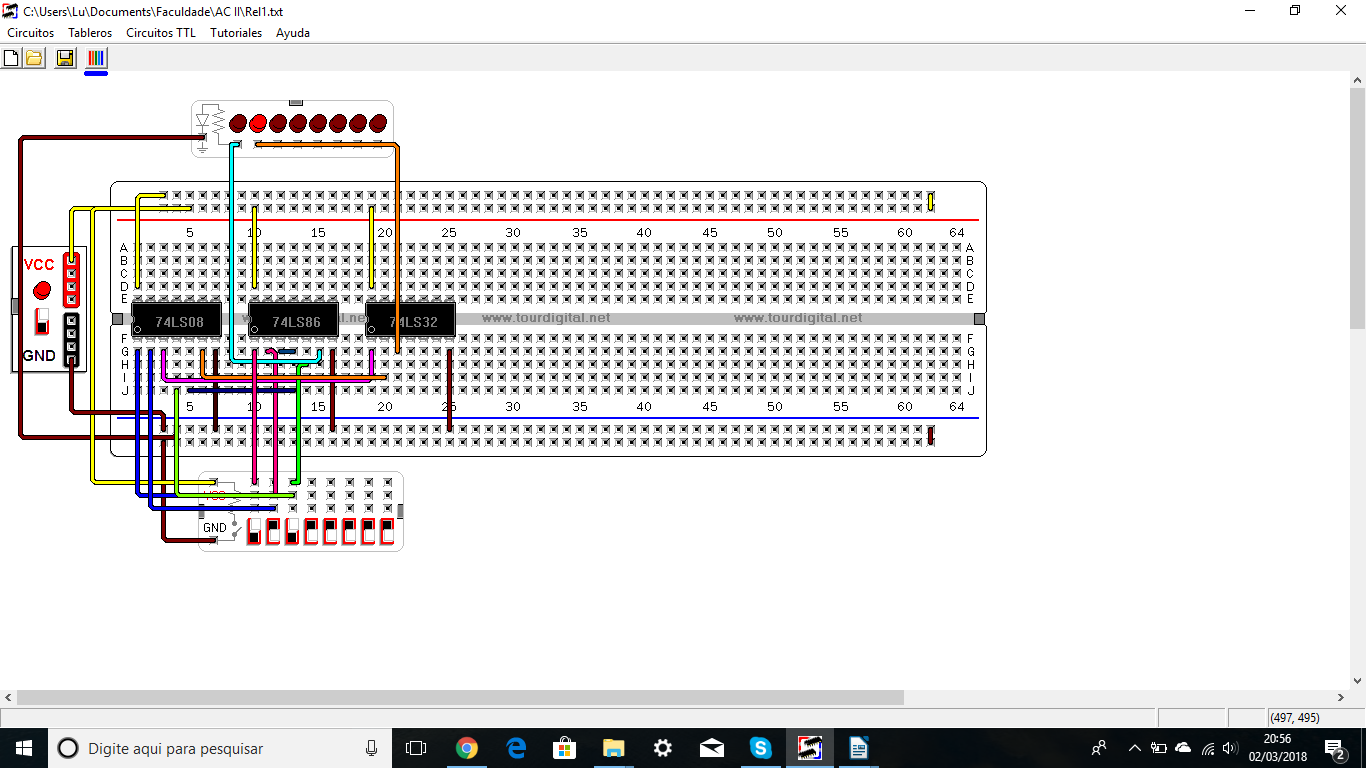 C:\Users\Lu\Documents\Faculdade\AC II\Rel1.txt
Circuitos Tableros Circuitos TTL Tutoriales Ayuda
5 10 15 20 25 30 35 40 45 50 55 60 64
A A
B B
C C
D D
E E
VCC
GND
74LS08 74LS86 74LS32
www.tourdigital.net www.tourdigital.net
F F
G G
H H
I I
J J
5 10 15 20 25 30 35 40 45 50 55 60 64
VCC
GND
(497, 495)
Digite aqui para pesquisar
20:56
02/03/2018
2